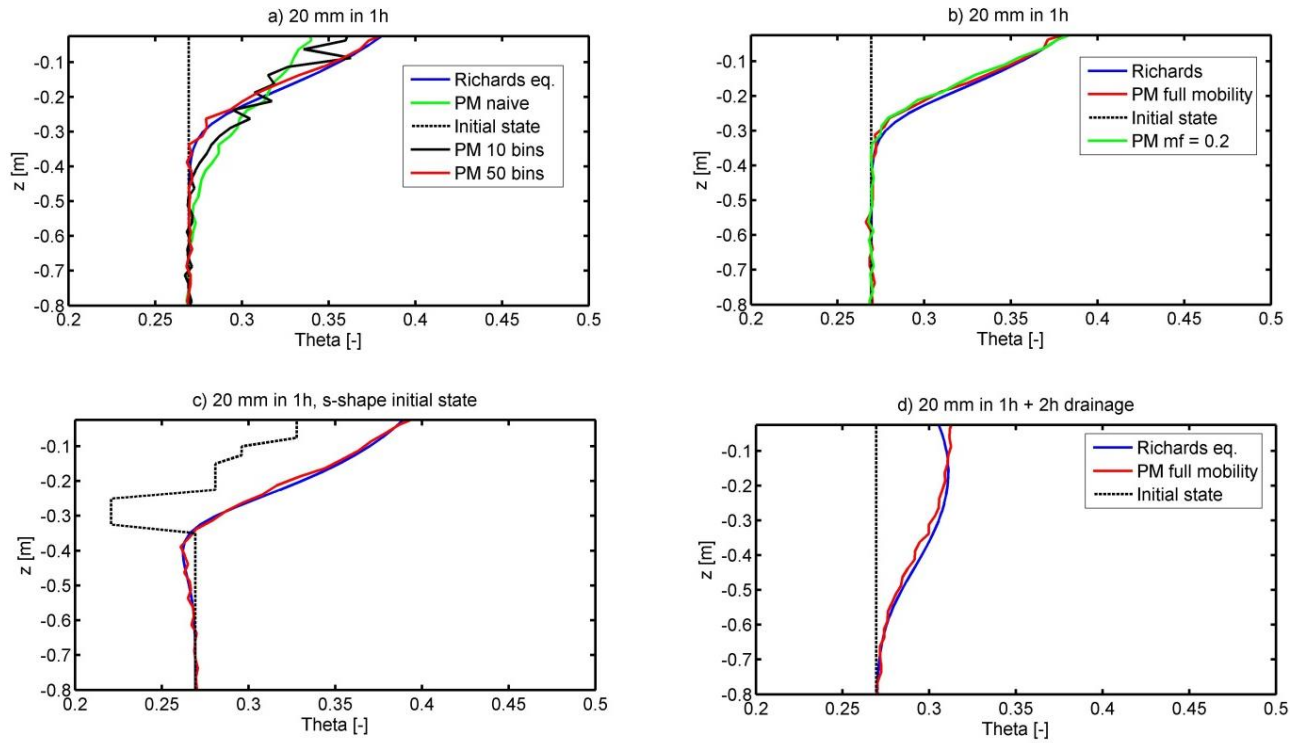 a) 20 mm in 1h
-0.1
-0.2
-0.3
-0.4
-0.5
-0.6
-0.7
-0.8
z [m]
0.2 0.25 0.3 0.35 0.4 0.45 0.5
Theta [-]
Richards eq.
PM naive
Initial state
PM 10 bins
PM 50 bins
b) 20 mm in 1h
-0.1
-0.2
-0.3
-0.4
-0.5
-0.6
-0.7
-0.8
z [m]
0.2 0.25 0.3 0.35 0.4 0.45 0.5
Theta [-]
Richards
PM full mobility
Initial state
PM mf = 0.2
c) 20 mm in 1h, s-shape initial state
-0.1
-0.2
-0.3
-0.4
-0.5
-0.6
-0.7
-0.8
z [m]
0.2 0.25 0.3 0.35 0.4 0.45 0.5
Theta [-]
d) 20 mm in 1h + 2h drainage
-0.1
-0.2
-0.3
-0.4
-0.5
-0.6
-0.7
-0.8
z [m]
0.2 0.25 0.3 0.35 0.4 0.45 0.5
Theta [-]
Richards eq.
PM full mobility
Initial state